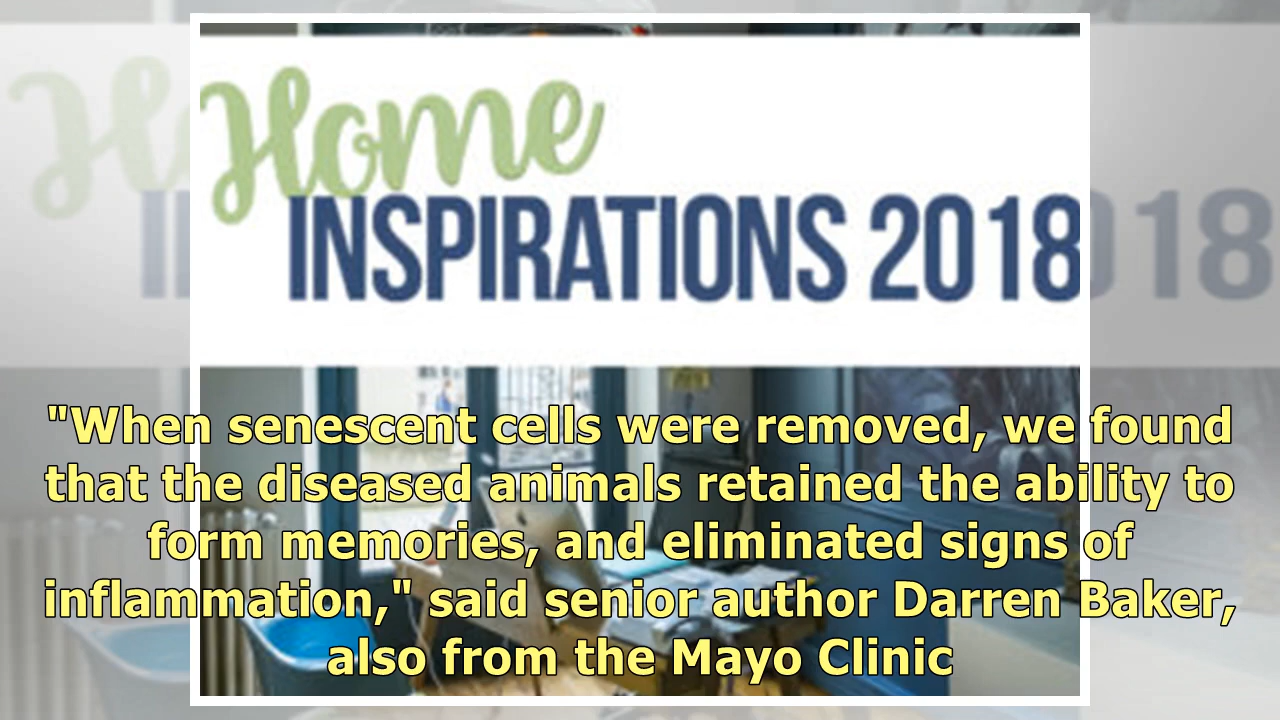 Home
INSPIRATIONS 2018
"When senescent cells were removed, we found
that the diseased animals retained the ability to
form memories, and eliminated signs of
inflammation," said senior author Darren Baker,
also from the Mayo Clinic